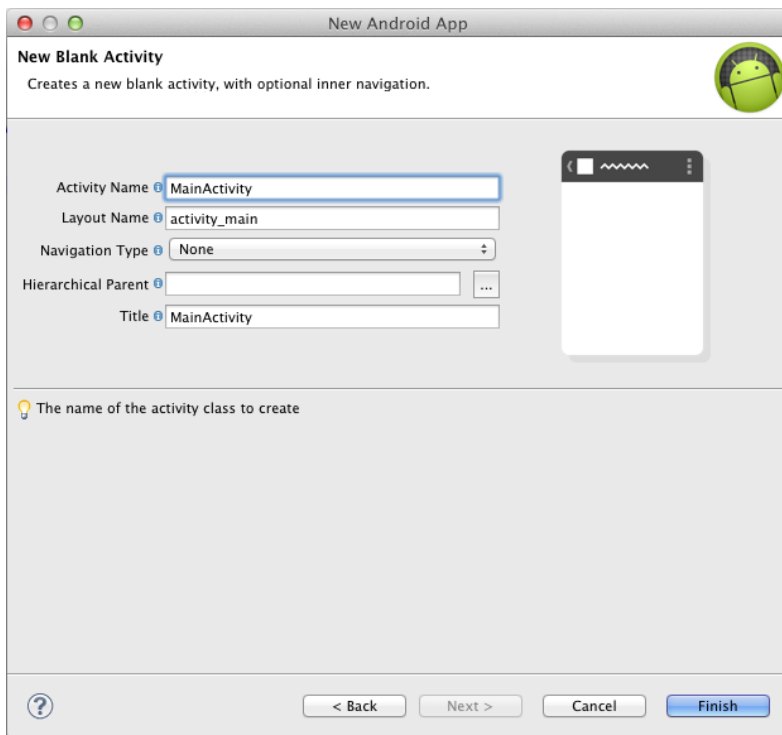 New Android App
New Blank Activity
Creates a new blank activity, with optional inner navigation.
Activity Name MainActivity
Layout Name activity_main
Navigation Type None
Hierarchical Parent ...
Title MainActivity
The name of the activity class to create
? < Back Next > Cancel Finish